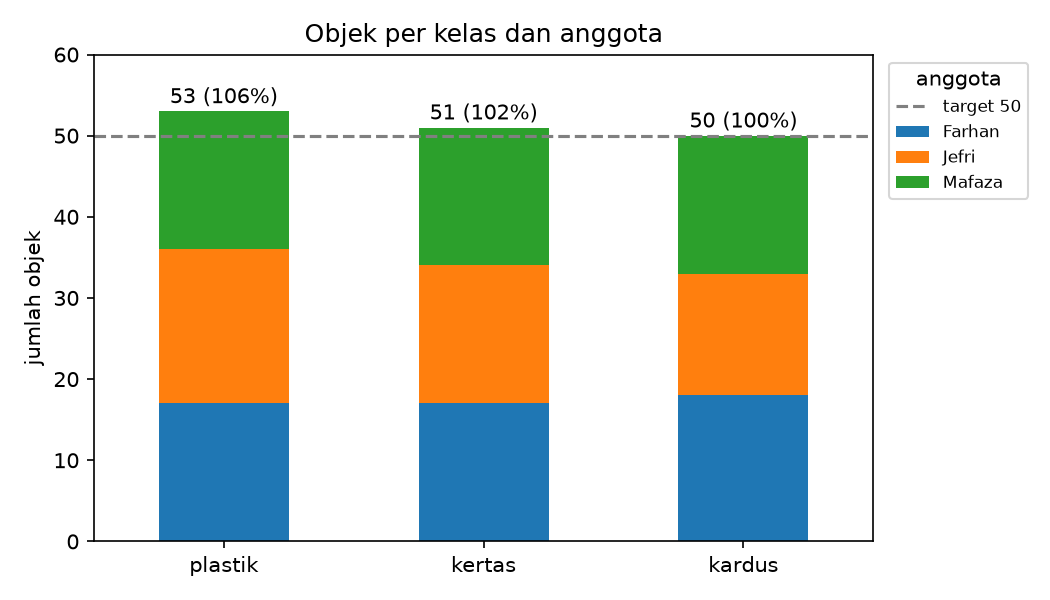 Objek per kelas dan anggota
jumlah objek
60
50
40
30
20
10
0
53 (106%)
51 (102%)
50 (100%)
plastik
kertas
kardus
anggota
target 50
Farhan
Jefri
Mafaza